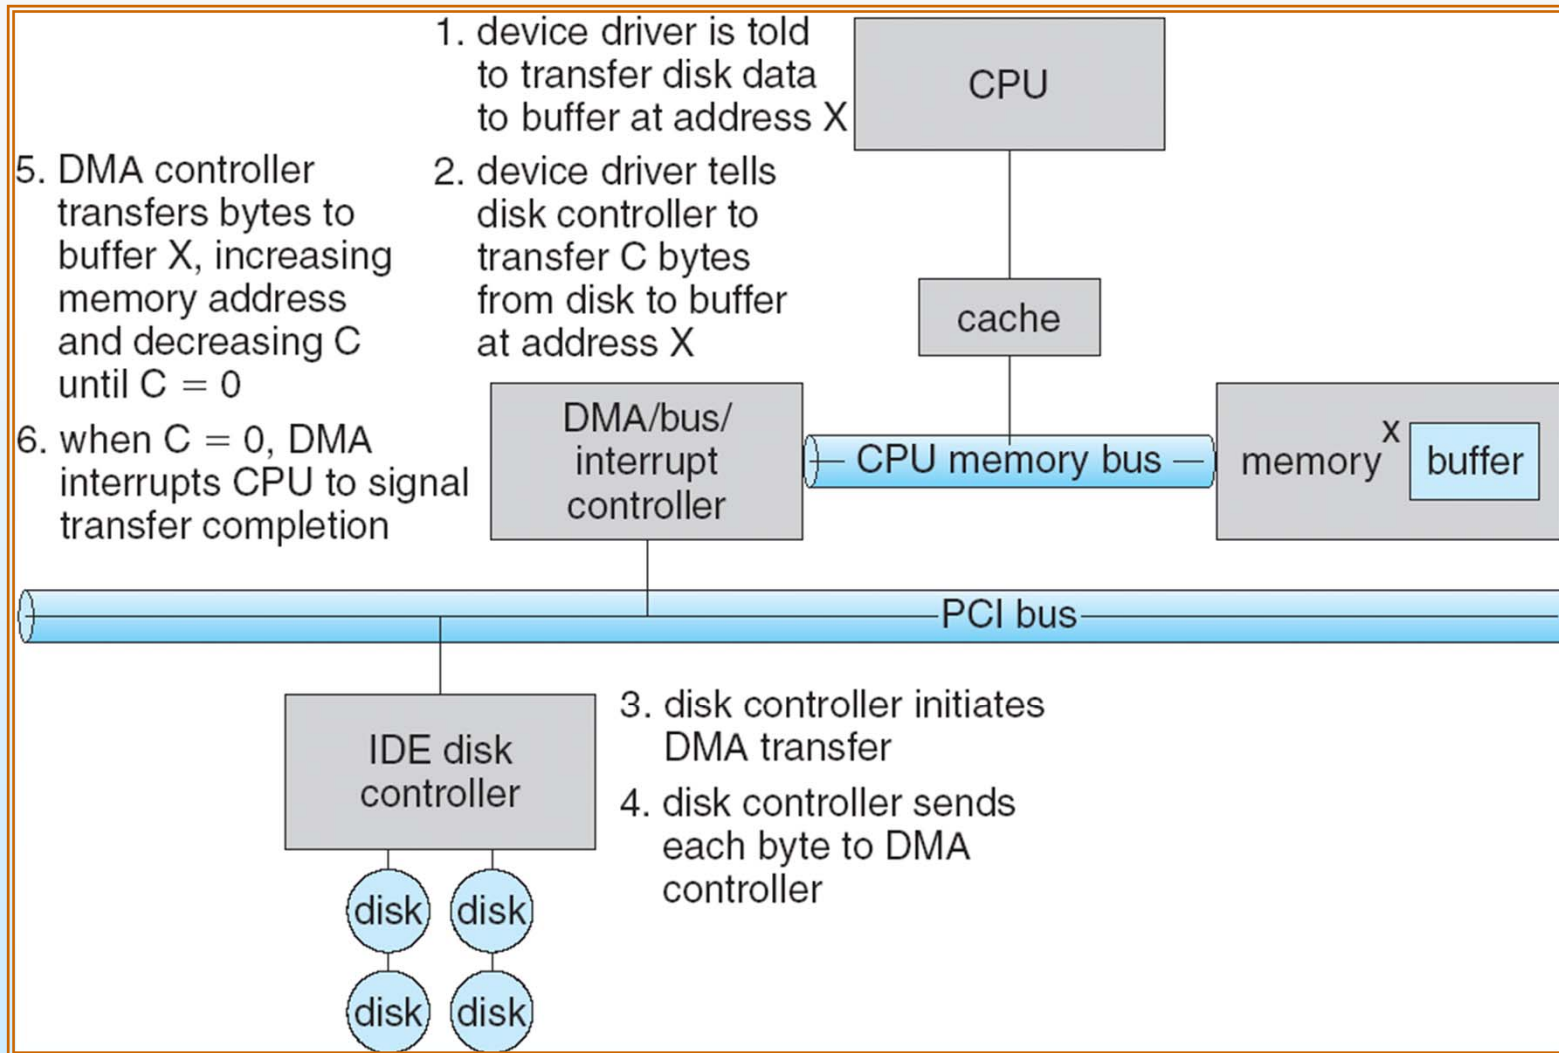 1. device driver is told
to transfer disk data
to buffer at address X
CPU
5. DMA controller
transfers bytes to
buffer X, increasing
memory address
and decreasing C
until C = 0
2. device driver tells
disk controller to
transfer C bytes
from disk to buffer
at address X
cache
6. when C = 0, DMA
interrupts CPU to signal
transfer completion
DMA/bus/
interrupt
controller
CPU memory bus
memory
X
buffer
PCI bus
IDE disk
controller
3. disk controller initiates
DMA transfer
4. disk controller sends
each byte to DMA
controller
disk
disk
disk
disk